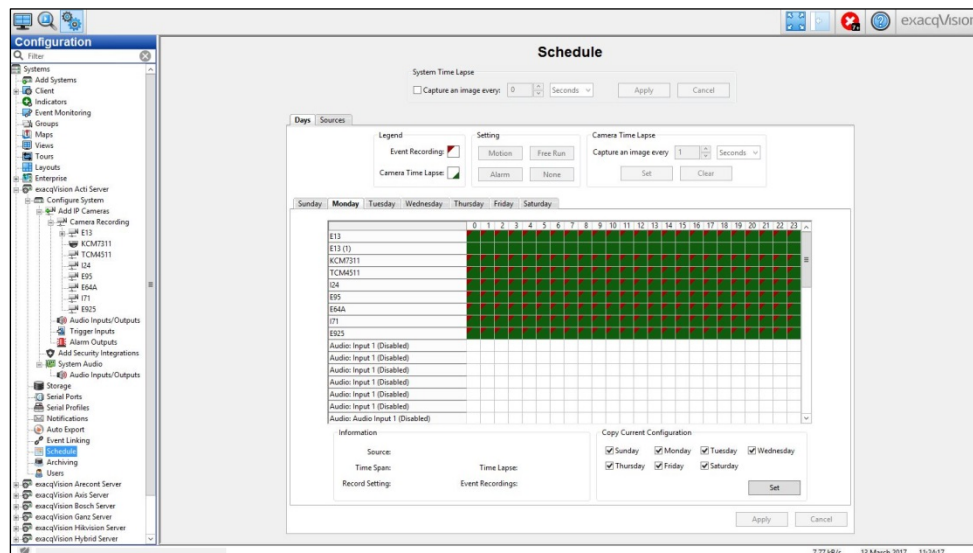 exacqVision
Configuration
Filter
Systems
Add Systems
Client
Indicators
Event Monitoring
Groups
Maps
Views
Tours
Layouts
Enterprise
exacqVision Acti Server
Configure System
Add IP Cameras
Camera Recording
E13
KCM7311
TCM4511
I24
E95
E64A
I71
E925
Audio Inputs/Outputs
Trigger Inputs
Alarm Outputs
Add Security Integrations
System Audio
Audio Inputs/Outputs
Storage
Serial Ports
Serial Profiles
Notifications
Auto Export
Event Linking
Schedule
Archiving
Users
exacqVision Arecont Server
exacqVision Axis Server
exacqVision Bosch Server
exacqVision Ganz Server
exacqVision Hikvision Server
exacqVision Hybrid Server
Schedule
System Time Lapse
Capture an image every: 0 Seconds Apply Cancel
Days Sources
Legend Setting Camera Time Lapse
Event Recording: Motion Free Run Capture an image every 1 Seconds
Camera Time Lapse: Alarm None Set Clear
Sunday Monday Tuesday Wednesday Thursday Friday Saturday
0 1 2 3 4 5 6 7 8 9 10 11 12 13 14 15 16 17 18 19 20 21 22 23
E13
E13 (1)
KCM7311
TCM4511
I24
E95
E64A
I71
E925
Audio: Input 1 (Disabled)
Audio: Input 1 (Disabled)
Audio: Input 1 (Disabled)
Audio: Input 1 (Disabled)
Audio: Input 1 (Disabled)
Audio: Input 1 (Disabled)
Audio: Audio Input 1 (Disabled)
Information Copy Current Configuration
Source: Sunday Monday Tuesday Wednesday
Time Span: Time Lapse: Thursday Friday Saturday
Record Setting: Event Recordings:
Set
Apply Cancel
7.77 kB/s 13 March 2017 11:24:17